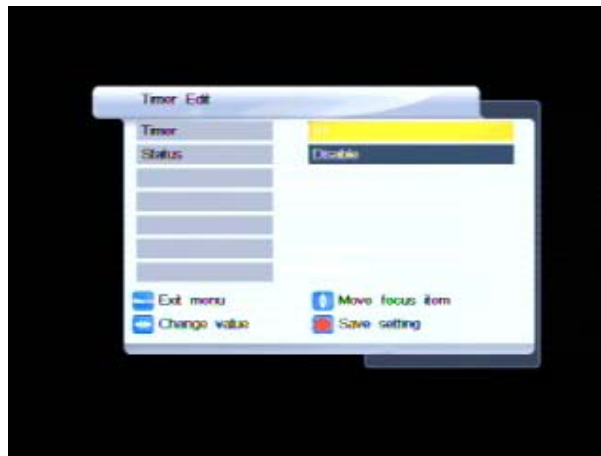 Timer Edit
Timer
Status Disable
Exit menu Move focus item
Change value Save setting